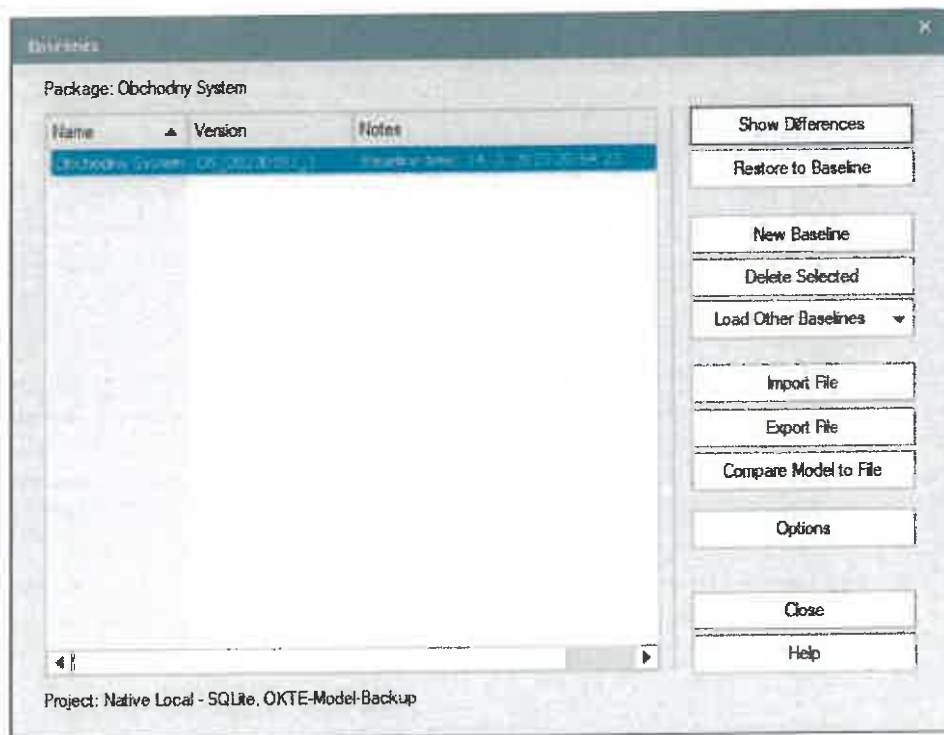 Baselines
Package: Obchodny System
Name Version Notes
Obchodny System
Show Differences
Restore to Baseline
New Baseline
Delete Selected
Load Other Baselines
Import File
Export File
Compare Model to File
Options
Close
Help
Project: Native Local - SQLite, OKTE-Model-Backup